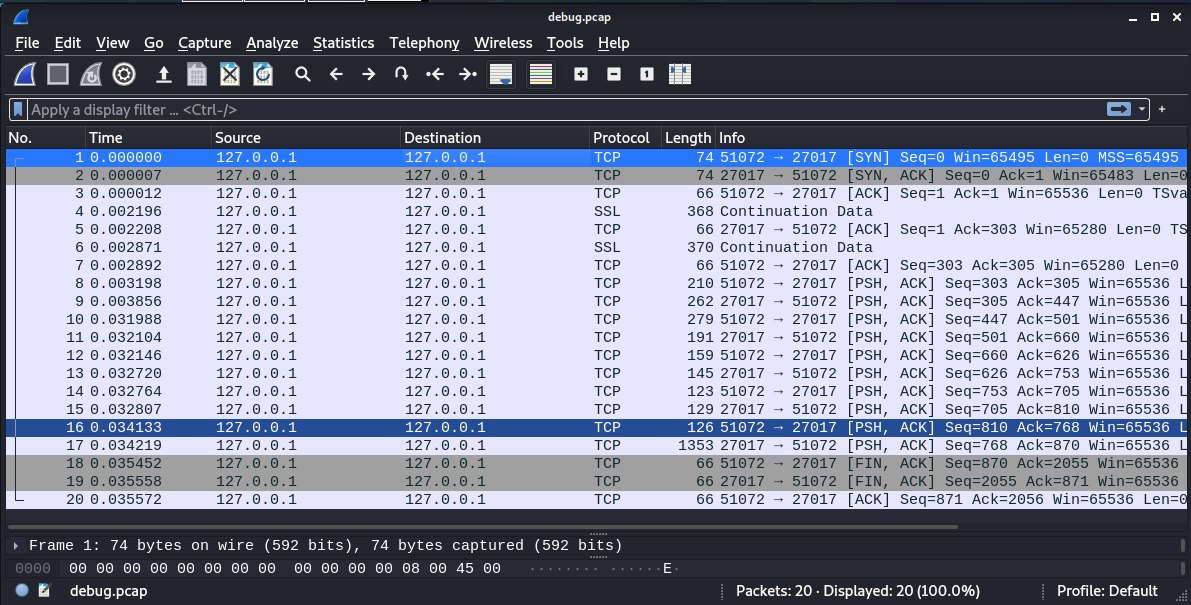 debug.pcap
File Edit View Go Capture Analyze Statistics Telephony Wireless Tools Help
Apply a display filter ... <Ctrl-/>
No. Time Source Destination Protocol Length Info
1 0.000000 127.0.0.1 127.0.0.1 TCP 74 51072 → 27017 [SYN] Seq=0 Win=65495 Len=0 MSS=65495
2 0.000007 127.0.0.1 127.0.0.1 TCP 74 27017 → 51072 [SYN, ACK] Seq=0 Ack=1 Win=65483 Len=0
3 0.000012 127.0.0.1 127.0.0.1 TCP 66 51072 → 27017 [ACK] Seq=1 Ack=1 Win=65536 Len=0 TSva
4 0.002196 127.0.0.1 127.0.0.1 SSL 368 Continuation Data
5 0.002208 127.0.0.1 127.0.0.1 TCP 66 27017 → 51072 [ACK] Seq=1 Ack=303 Win=65280 Len=0 TS
6 0.002871 127.0.0.1 127.0.0.1 SSL 370 Continuation Data
7 0.002892 127.0.0.1 127.0.0.1 TCP 66 51072 → 27017 [ACK] Seq=303 Ack=305 Win=65280 Len=0
8 0.003198 127.0.0.1 127.0.0.1 TCP 210 51072 → 27017 [PSH, ACK] Seq=303 Ack=305 Win=65536 L
9 0.003856 127.0.0.1 127.0.0.1 TCP 262 27017 → 51072 [PSH, ACK] Seq=305 Ack=447 Win=65536 L
10 0.031988 127.0.0.1 127.0.0.1 TCP 279 51072 → 27017 [PSH, ACK] Seq=447 Ack=501 Win=65536 L
11 0.032104 127.0.0.1 127.0.0.1 TCP 191 27017 → 51072 [PSH, ACK] Seq=501 Ack=660 Win=65536 L
12 0.032146 127.0.0.1 127.0.0.1 TCP 159 51072 → 27017 [PSH, ACK] Seq=660 Ack=626 Win=65536 L
13 0.032720 127.0.0.1 127.0.0.1 TCP 145 27017 → 51072 [PSH, ACK] Seq=626 Ack=753 Win=65536 L
14 0.032764 127.0.0.1 127.0.0.1 TCP 123 51072 → 27017 [PSH, ACK] Seq=753 Ack=705 Win=65536 L
15 0.032807 127.0.0.1 127.0.0.1 TCP 129 27017 → 51072 [PSH, ACK] Seq=705 Ack=810 Win=65536 L
16 0.034133 127.0.0.1 127.0.0.1 TCP 126 51072 → 27017 [PSH, ACK] Seq=810 Ack=768 Win=65536 L
17 0.034219 127.0.0.1 127.0.0.1 TCP 1353 27017 → 51072 [PSH, ACK] Seq=768 Ack=870 Win=65536 L
18 0.035452 127.0.0.1 127.0.0.1 TCP 66 51072 → 27017 [FIN, ACK] Seq=870 Ack=2055 Win=65536
19 0.035558 127.0.0.1 127.0.0.1 TCP 66 27017 → 51072 [FIN, ACK] Seq=2055 Ack=871 Win=65536
20 0.035572 127.0.0.1 127.0.0.1 TCP 66 51072 → 27017 [ACK] Seq=871 Ack=2056 Win=65536 Len=0
Frame 1: 74 bytes on wire (592 bits), 74 bytes captured (592 bits)
0000 00 00 00 00 00 00 00 00 00 00 00 00 08 00 45 00 ········ ······E·
debug.pcap Packets: 20 · Displayed: 20 (100.0%) Profile: Default